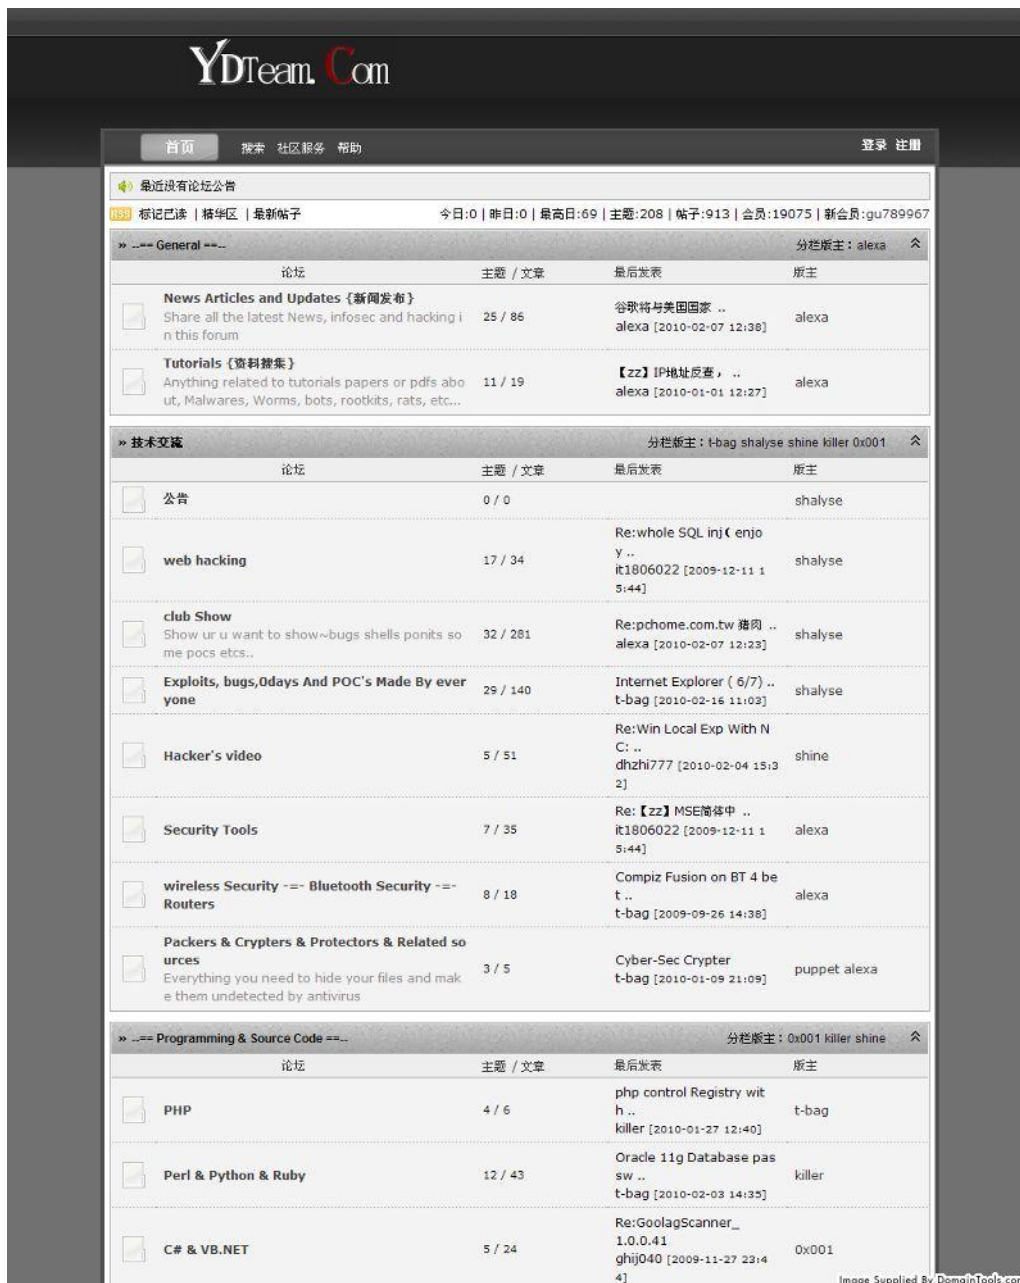 YDTeam. Com
首页 搜索 社区服务 帮助 登录 注册
最近没有论坛公告
RSS 标记已读 | 精华区 | 最新帖子 今日:0 | 昨日:0 | 最高日:69 | 主题:208 | 帖子:913 | 会员:19075 | 新会员:gu789967
» ..== General ==.. 分栏版主：alexa
论坛 主题 / 文章 最后发表 版主
News Articles and Updates {新闻发布}
Share all the latest News, infosec and hacking i
n this forum
25 / 86
谷歌将与美国国家 ..
alexa [2010-02-07 12:38]
alexa
Tutorials {资料搜集}
Anything related to tutorials papers or pdfs abo
ut, Malwares, Worms, bots, rootkits, rats, etc...
11 / 19
【zz】IP地址反查， ..
alexa [2010-01-01 12:27]
alexa
» 技术交流 分栏版主：t-bag shalyse shine killer 0x001
论坛 主题 / 文章 最后发表 版主
公告 0 / 0 shalyse
web hacking
17 / 34
Re:whole SQL inj( enjo
y ..
it1806022 [2009-12-11 1
5:44]
shalyse
club Show
Show ur u want to show~bugs shells ponits so
me pocs etcs..
32 / 281
Re:pchome.com.tw 猪肉 ..
alexa [2010-02-07 12:23]
shalyse
Exploits, bugs,0days And POC's Made By ever
yone
29 / 140
Internet Explorer ( 6/7) ..
t-bag [2010-02-16 11:03]
shalyse
Hacker's video
5 / 51
Re:Win Local Exp With N
C: ..
dhzhi777 [2010-02-04 15:3
2]
shine
Security Tools
7 / 35
Re:【zz】MSE简体中 ..
it1806022 [2009-12-11 1
5:44]
alexa
wireless Security -=- Bluetooth Security -=-
Routers
8 / 18
Compiz Fusion on BT 4 be
t ..
t-bag [2009-09-26 14:38]
alexa
Packers & Crypters & Protectors & Related so
urces
Everything you need to hide your files and mak
e them undetected by antivirus
3 / 5
Cyber-Sec Crypter
t-bag [2010-01-09 21:09]
puppet alexa
» ..== Programming & Source Code ==.. 分栏版主：0x001 killer shine
论坛 主题 / 文章 最后发表 版主
PHP
4 / 6
php control Registry wit
h ..
killer [2010-01-27 12:40]
t-bag
Perl & Python & Ruby
12 / 43
Oracle 11g Database pas
sw ..
t-bag [2010-02-03 14:35]
killer
C# & VB.NET
5 / 24
Re:GoolagScanner_
1.0.0.41
ghij040 [2009-11-27 23:4
4]
0x001
Image Supplied By DomainTools.com